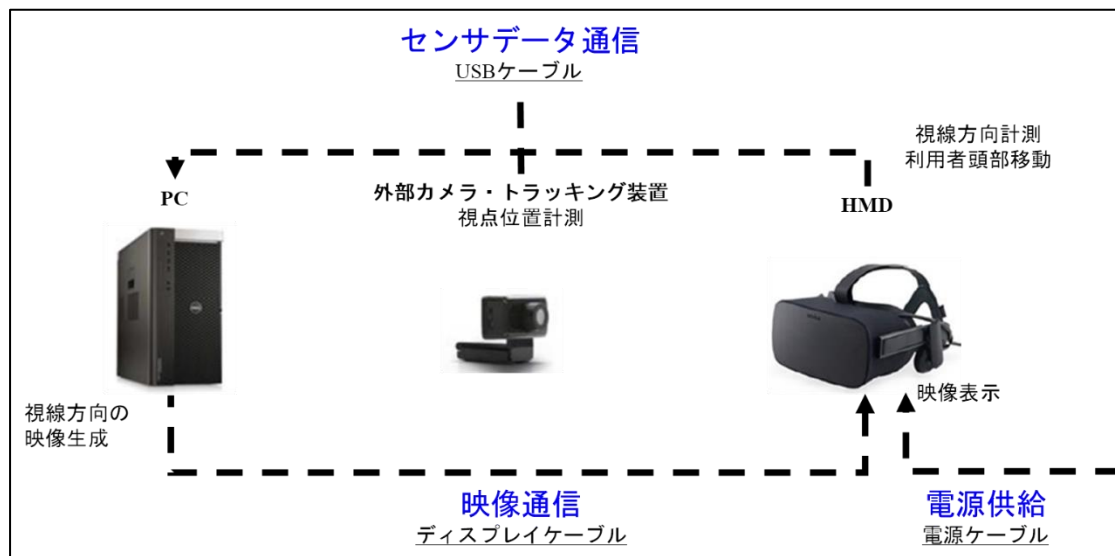 センサデータ通信
USBケーブル
視線方向計測
利用者頭部移動
PC
外部カメラ・トラッキング装置
視点位置計測
HMD
映像表示
視線方向の
映像生成
映像通信
ディスプレイケーブル
電源供給
電源ケーブル